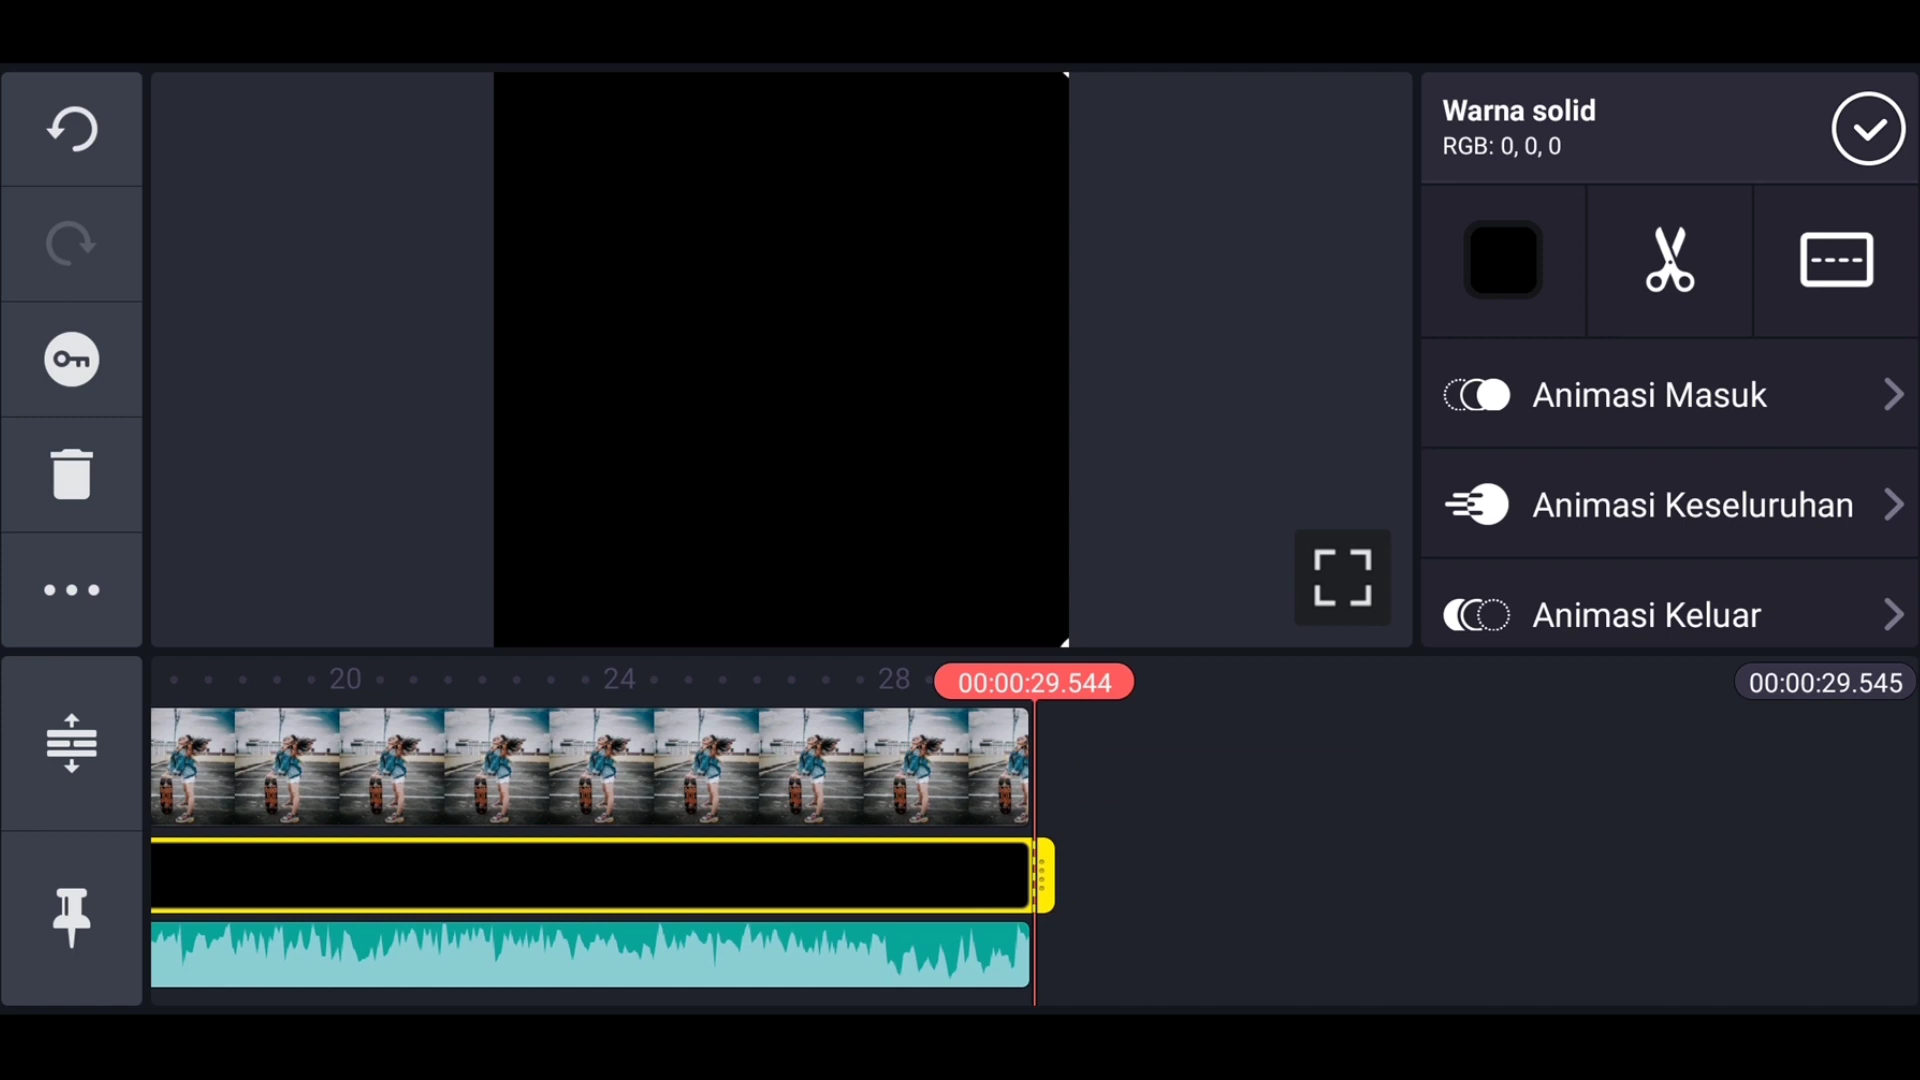 Warna solid
RGB: 0, 0, 0
Animasi Masuk
Animasi Keseluruhan
Animasi Keluar
20
24
28
00:00:29.544
00:00:29.545